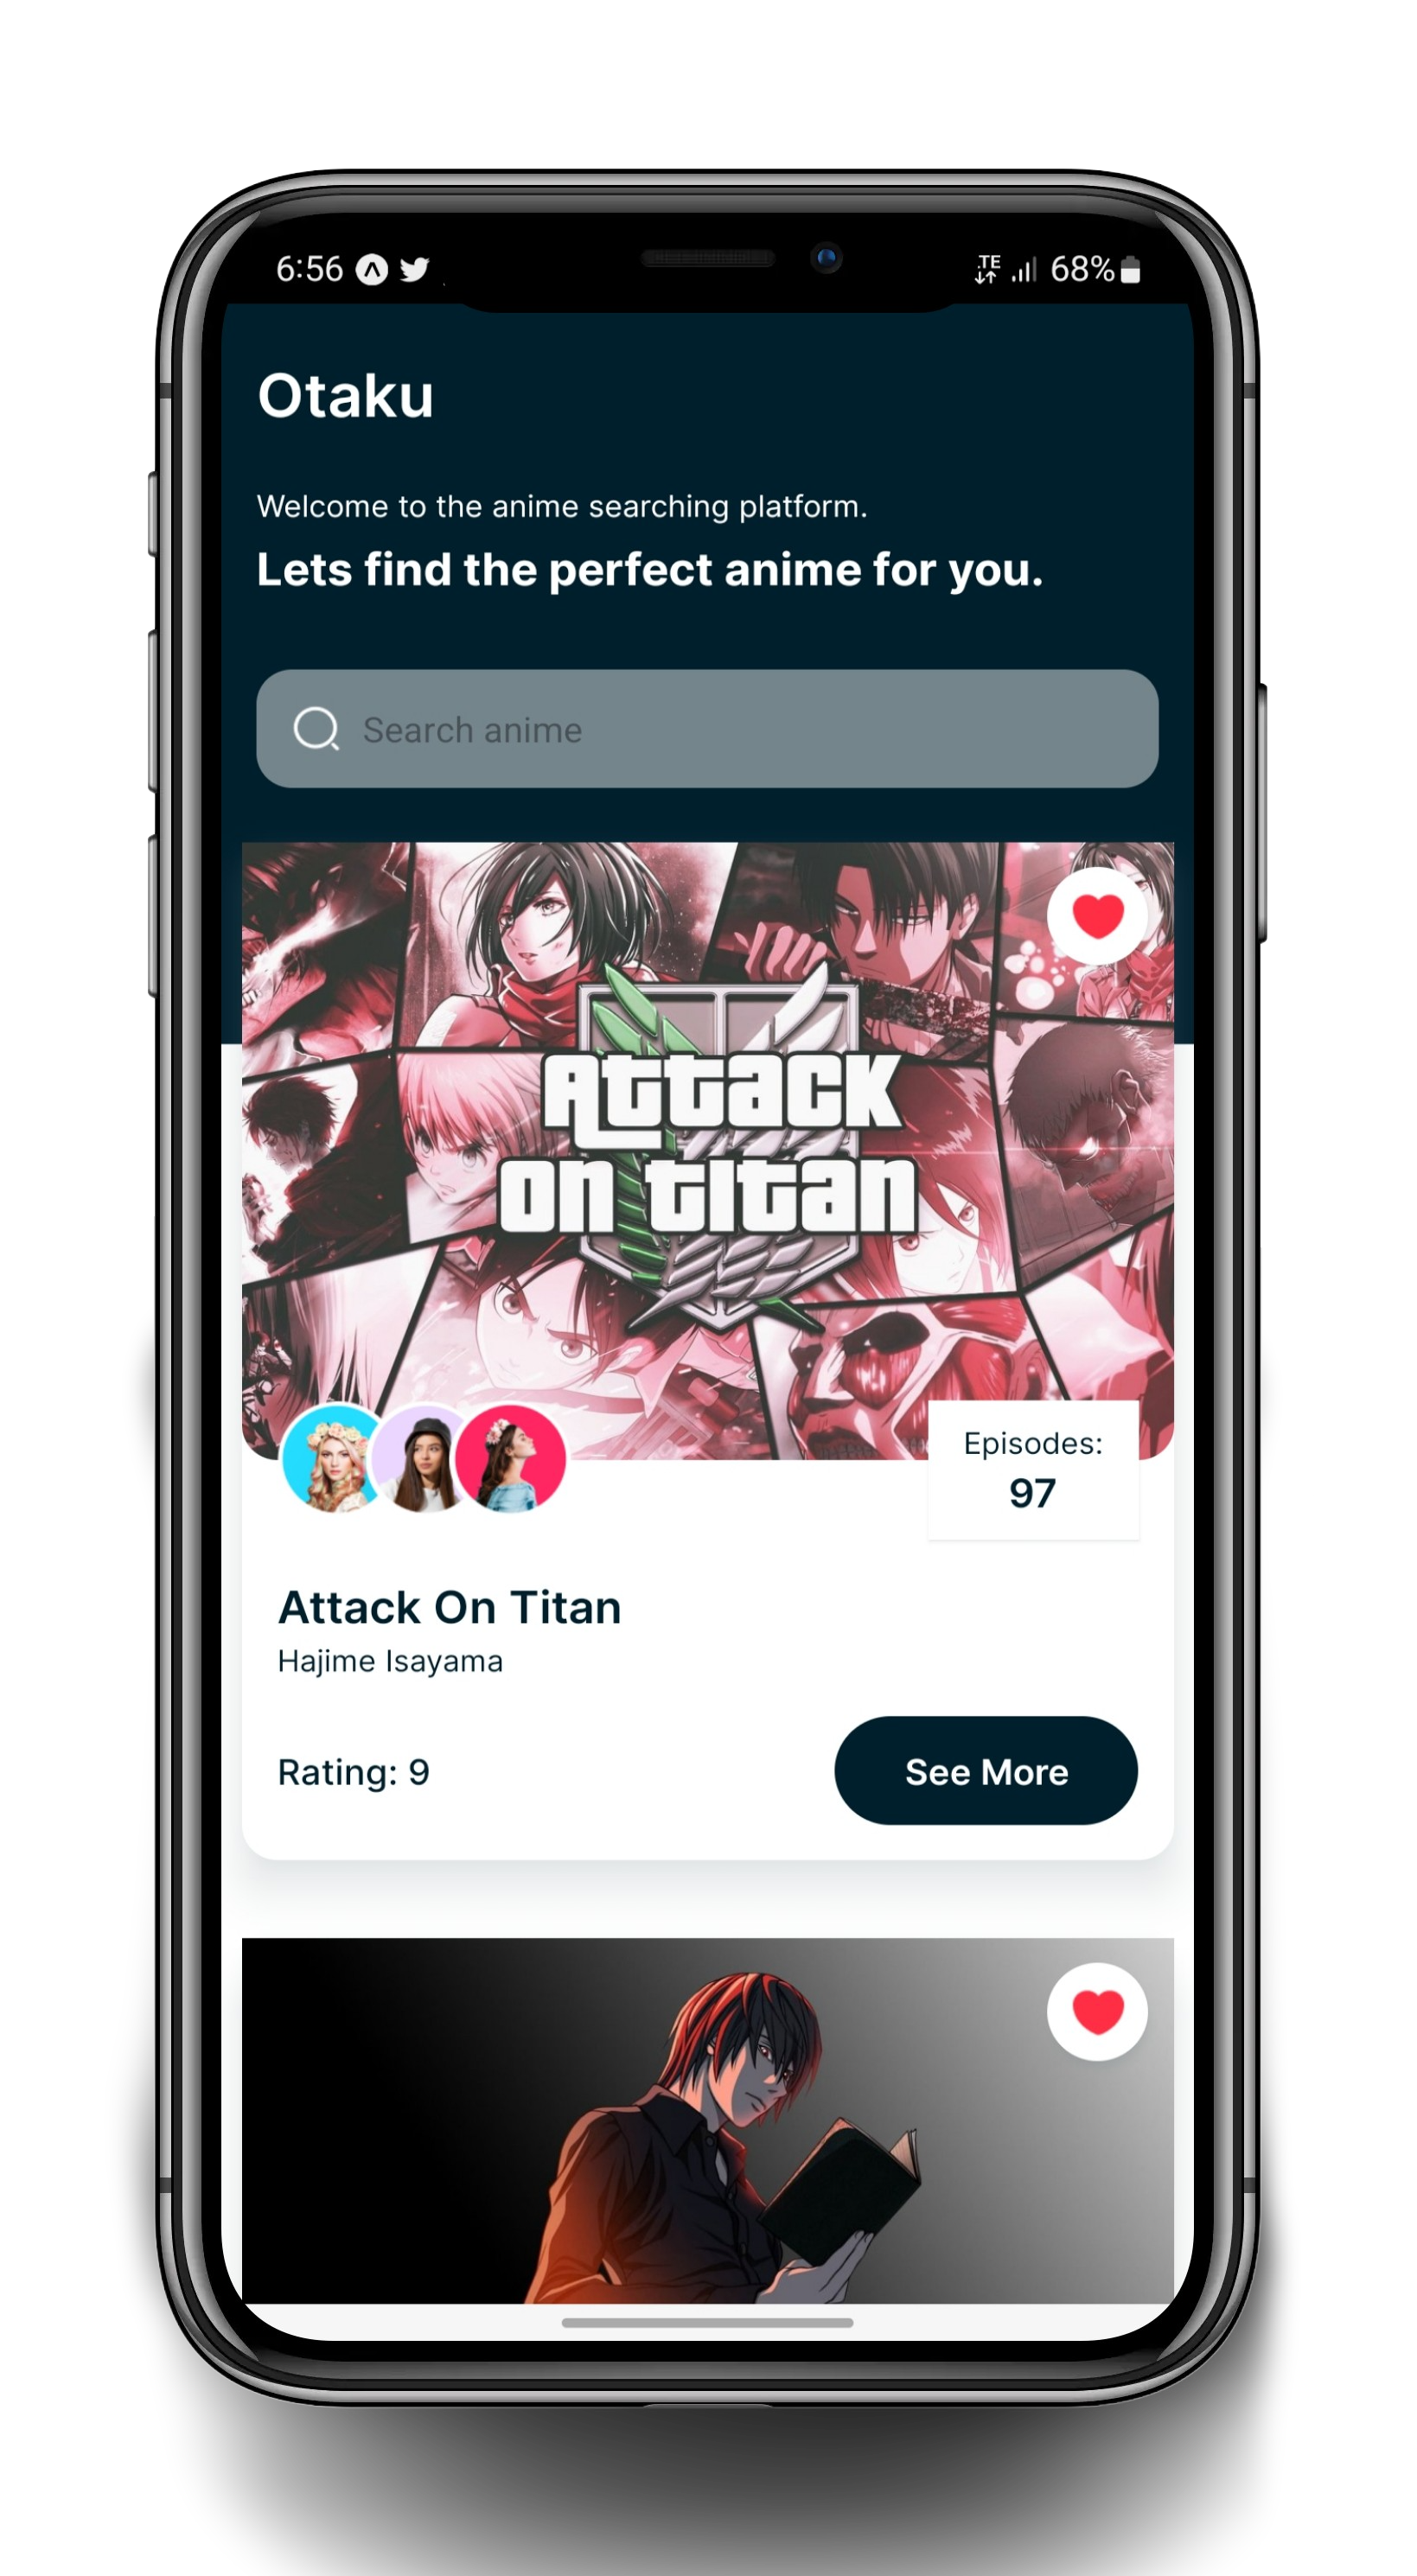 6:56
TE
68%
Otaku
Welcome to the anime searching platform.
Lets find the perfect anime for you.
Search anime
Attack
on titan
Episodes:
97
Attack On Titan
Hajime Isayama
Rating: 9
See More